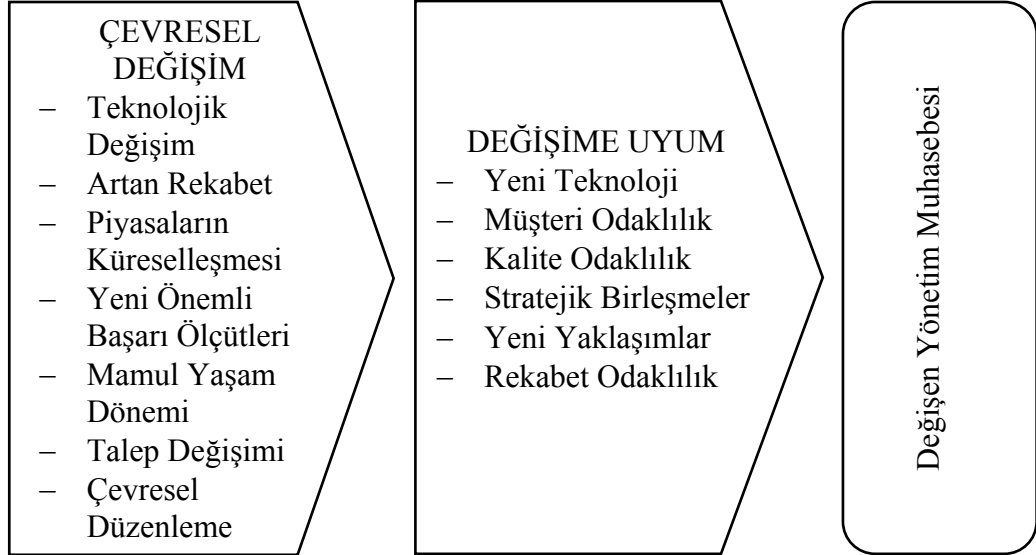 ÇEVRESEL
DEĞİŞİM
– Teknolojik
Değişim
– Artan Rekabet
– Piyasaların
Küreselleşmesi
– Yeni Önemli
Başarı Ölçütleri
– Mamul Yaşam
Dönemi
– Talep Değişimi
– Çevresel
Düzenleme
DEĞİŞİME UYUM
– Yeni Teknoloji
– Müşteri Odaklılık
– Kalite Odaklılık
– Stratejik Birleşmeler
– Yeni Yaklaşımlar
– Rekabet Odaklılık
Değişen Yönetim Muhasebesi